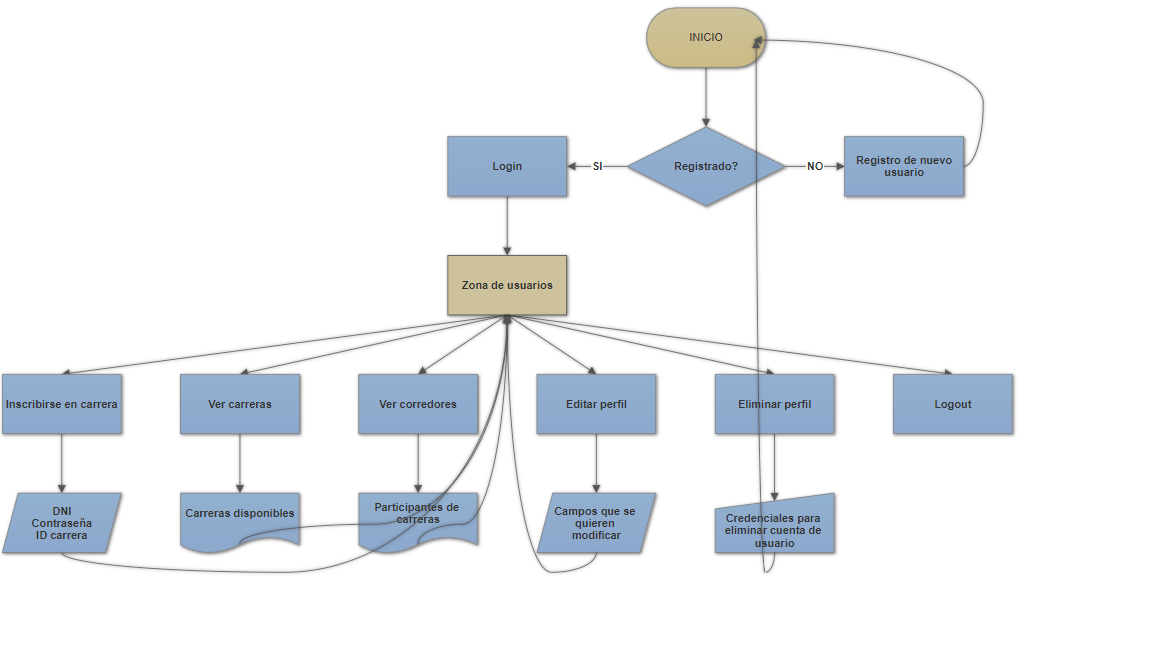 INICIO
Login
SI
Registrado?
NO
Registro de nuevo
usuario
Zona de usuarios
Inscribirse en carrera
Ver carreras
Ver corredores
Editar perfil
Eliminar perfil
Logout
DNI
Contraseña
ID carrera
Carreras disponibles
Participantes de
carreras
Campos que se
quieren
modificar
Credenciales para
eliminar cuenta de
usuario